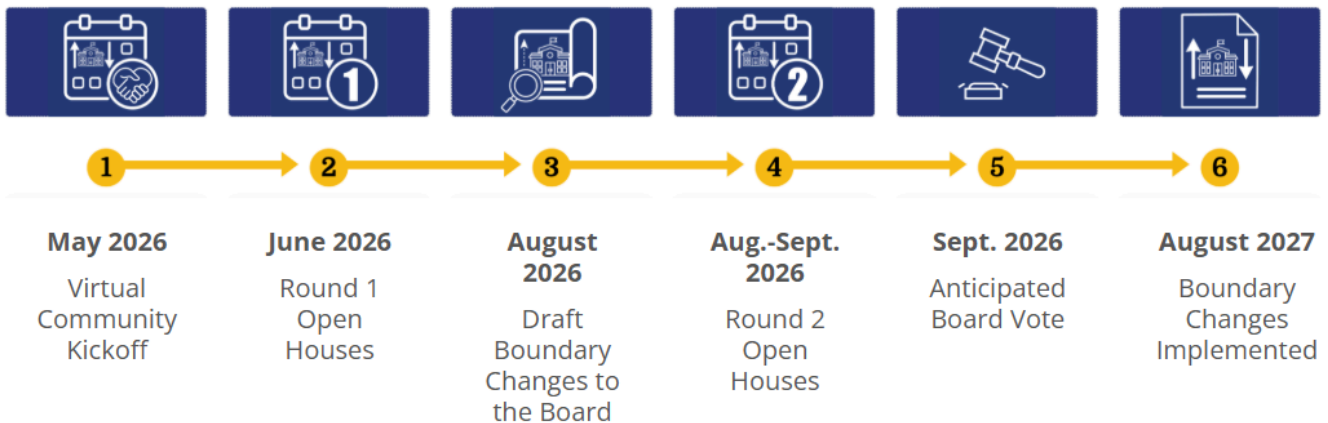 1
2
1
2
3
4
5
6
May 2026
Virtual
Community
Kickoff
June 2026
Round 1
Open
Houses
August
2026
Draft
Boundary
Changes to
the Board
Aug.-Sept.
2026
Round 2
Open
Houses
Sept. 2026
Anticipated
Board Vote
August 2027
Boundary
Changes
Implemented